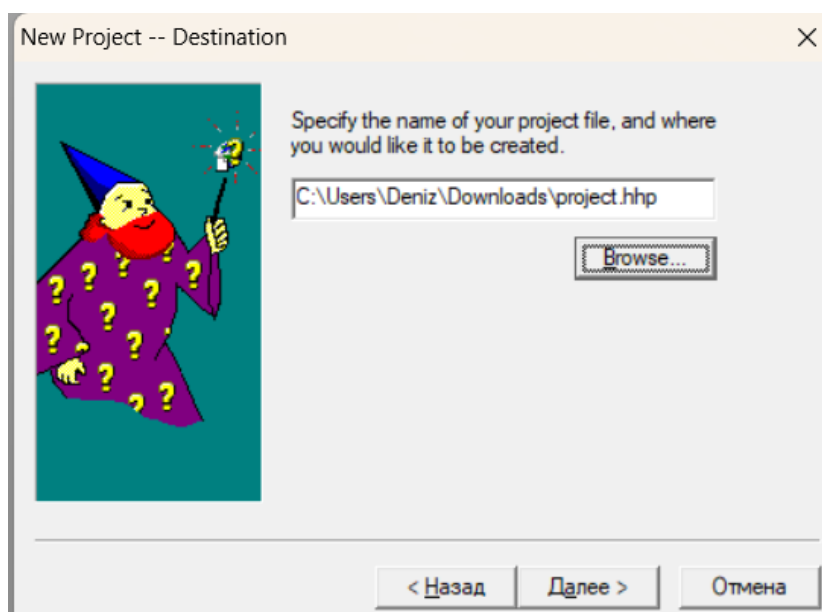 New Project -- Destination
Specify the name of your project file, and where
you would like it to be created.
C:\Users\Deniz\Downloads\project.hhp
Browse...
< Назад
Далее >
Отмена